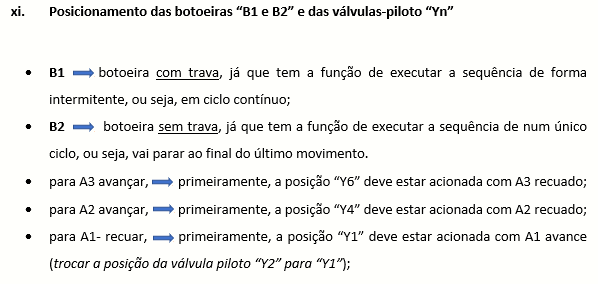 xi. Posicionamento das botoeiras “B1 e B2” e das válvulas-piloto “Yn”
• B1 botoeira com trava, já que tem a função de executar a sequência de forma
intermitente, ou seja, em ciclo contínuo;
• B2 botoeira sem trava, já que tem a função de executar a sequência de num único
ciclo, ou seja, vai parar ao final do último movimento.
• para A3 avançar, primeiramente, a posição “Y6” deve estar acionada com A3 recuado;
• para A2 avançar, primeiramente, a posição “Y4” deve estar acionada com A2 recuado;
• para A1- recuar, primeiramente, a posição “Y1” deve estar acionada com A1 avance
(trocar a posição da válvula piloto “Y2” para “Y1”);